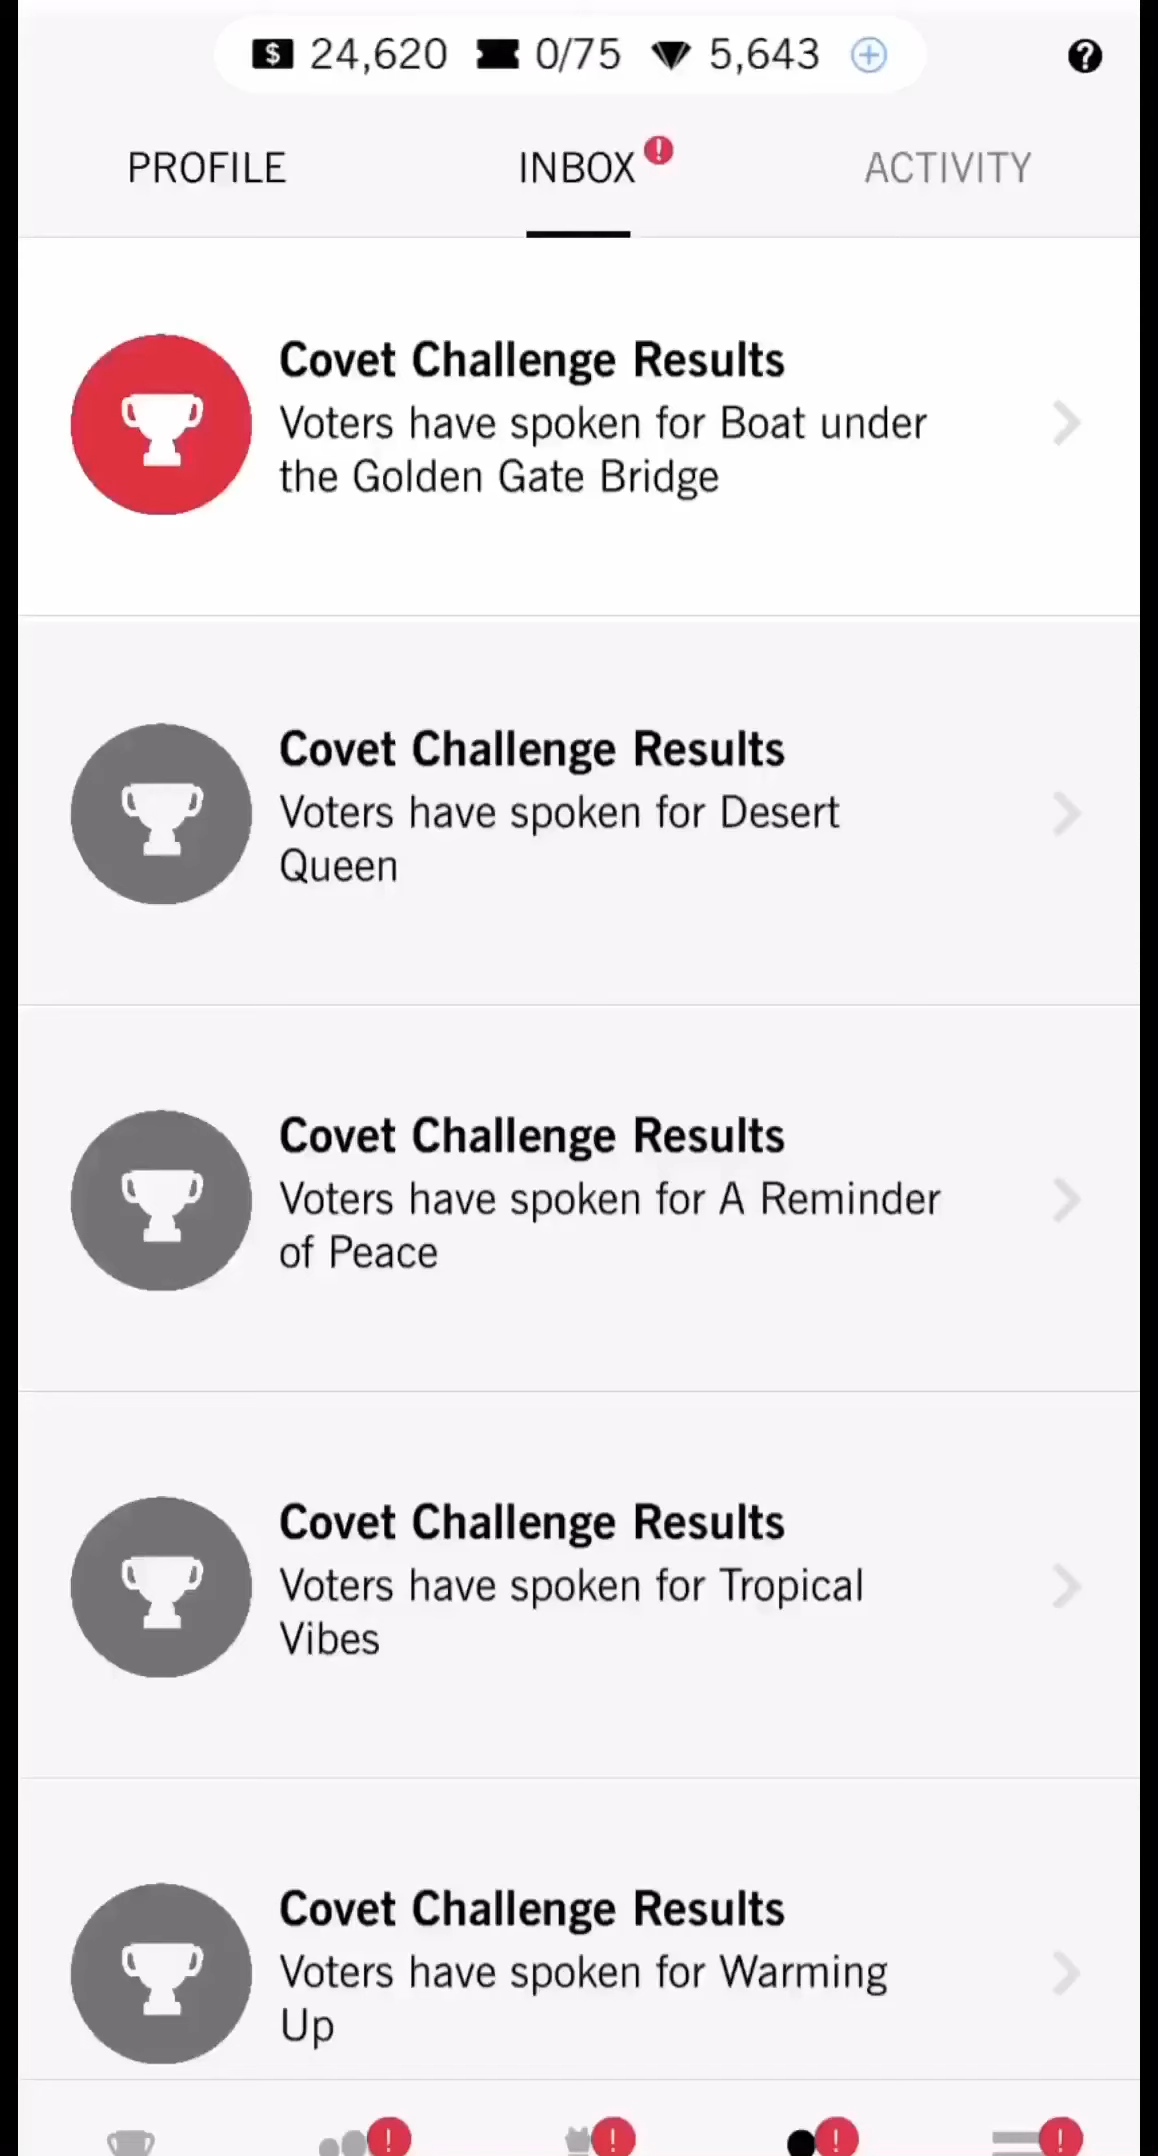 $ 24,620 0/75 5,643 + ?
PROFILE INBOX ! ACTIVITY
Covet Challenge Results
Voters have spoken for Boat under
the Golden Gate Bridge
Covet Challenge Results
Voters have spoken for Desert
Queen
Covet Challenge Results
Voters have spoken for A Reminder
of Peace
Covet Challenge Results
Voters have spoken for Tropical
Vibes
Covet Challenge Results
Voters have spoken for Warming
Up
! ! ! !